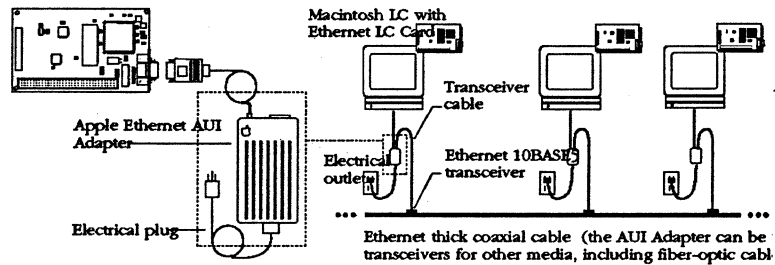 Macintosh LC with
Ethernet LC Card
Transceiver
cable
Apple Ethernet AUI
Adapter
Electrical
outlet
Ethernet 10BASE5
transceiver
Electrical plug
Ethernet thick coaxial cable (the AUI Adapter can be
transceivers for other media, including fiber-optic cabl